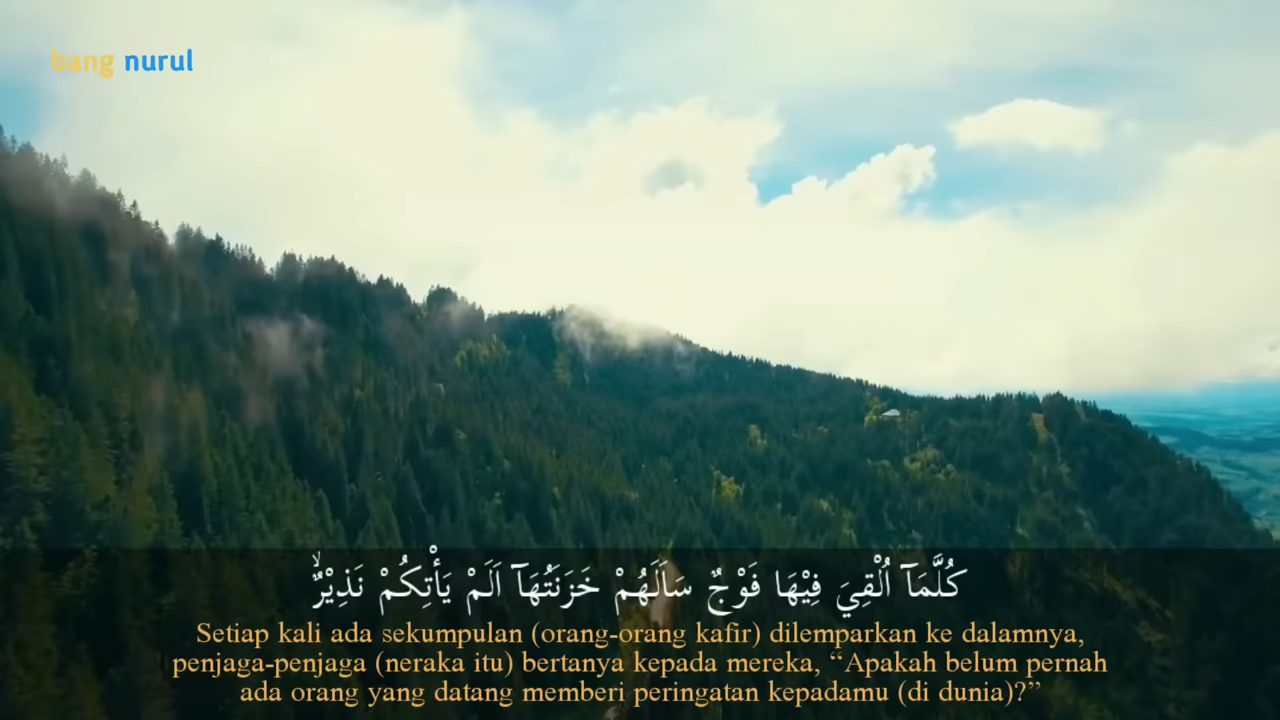 bang nurul
كُلَّمَآ اُلْقِيَ فِيْهَا فَوْجٌ سَاَلَهُمْ خَزَنَتُهَآ اَلَمْ يَأْتِكُمْ نَذِيْرٌۙ
Setiap kali ada sekumpulan (orang-orang kafir) dilemparkan ke dalamnya,
penjaga-penjaga (neraka itu) bertanya kepada mereka, “Apakah belum pernah
ada orang yang datang memberi peringatan kepadamu (di dunia)?”